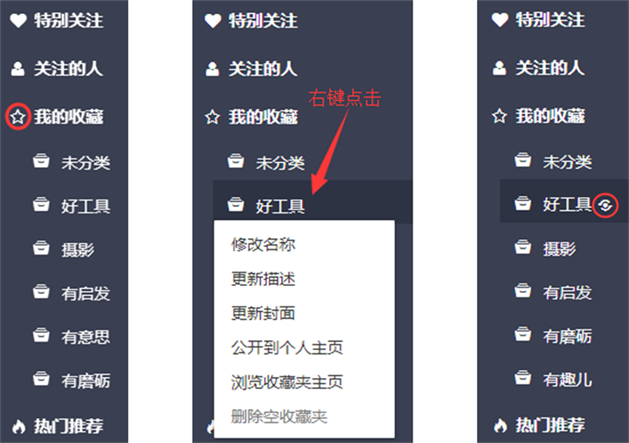 特别关注
关注的人
我的收藏
未分类
好工具
摄影
有启发
有意思
有磨砺
热门推荐
特别关注
关注的人
右键点击
我的收藏
未分类
好工具
修改名称
更新描述
更新封面
公开到个人主页
浏览收藏夹主页
删除空收藏夹
特别关注
关注的人
我的收藏
未分类
好工具
摄影
有启发
有磨砺
有趣儿
热门推荐